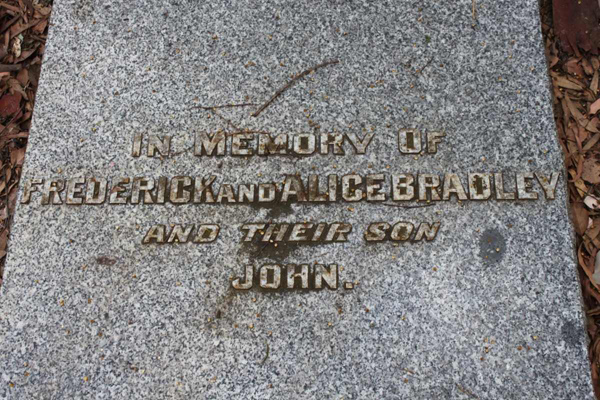 IN MEMORY OF
FREDERICK AND ALICE BRADLEY
AND THEIR SON
JOHN.